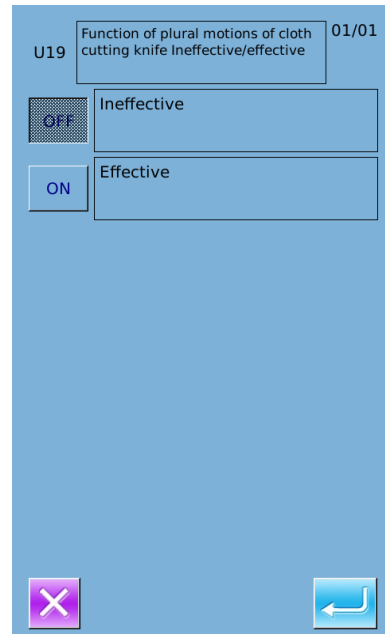 U19
Function of plural motions of cloth
cutting knife Ineffective/effective
01/01
OFF
Ineffective
ON
Effective